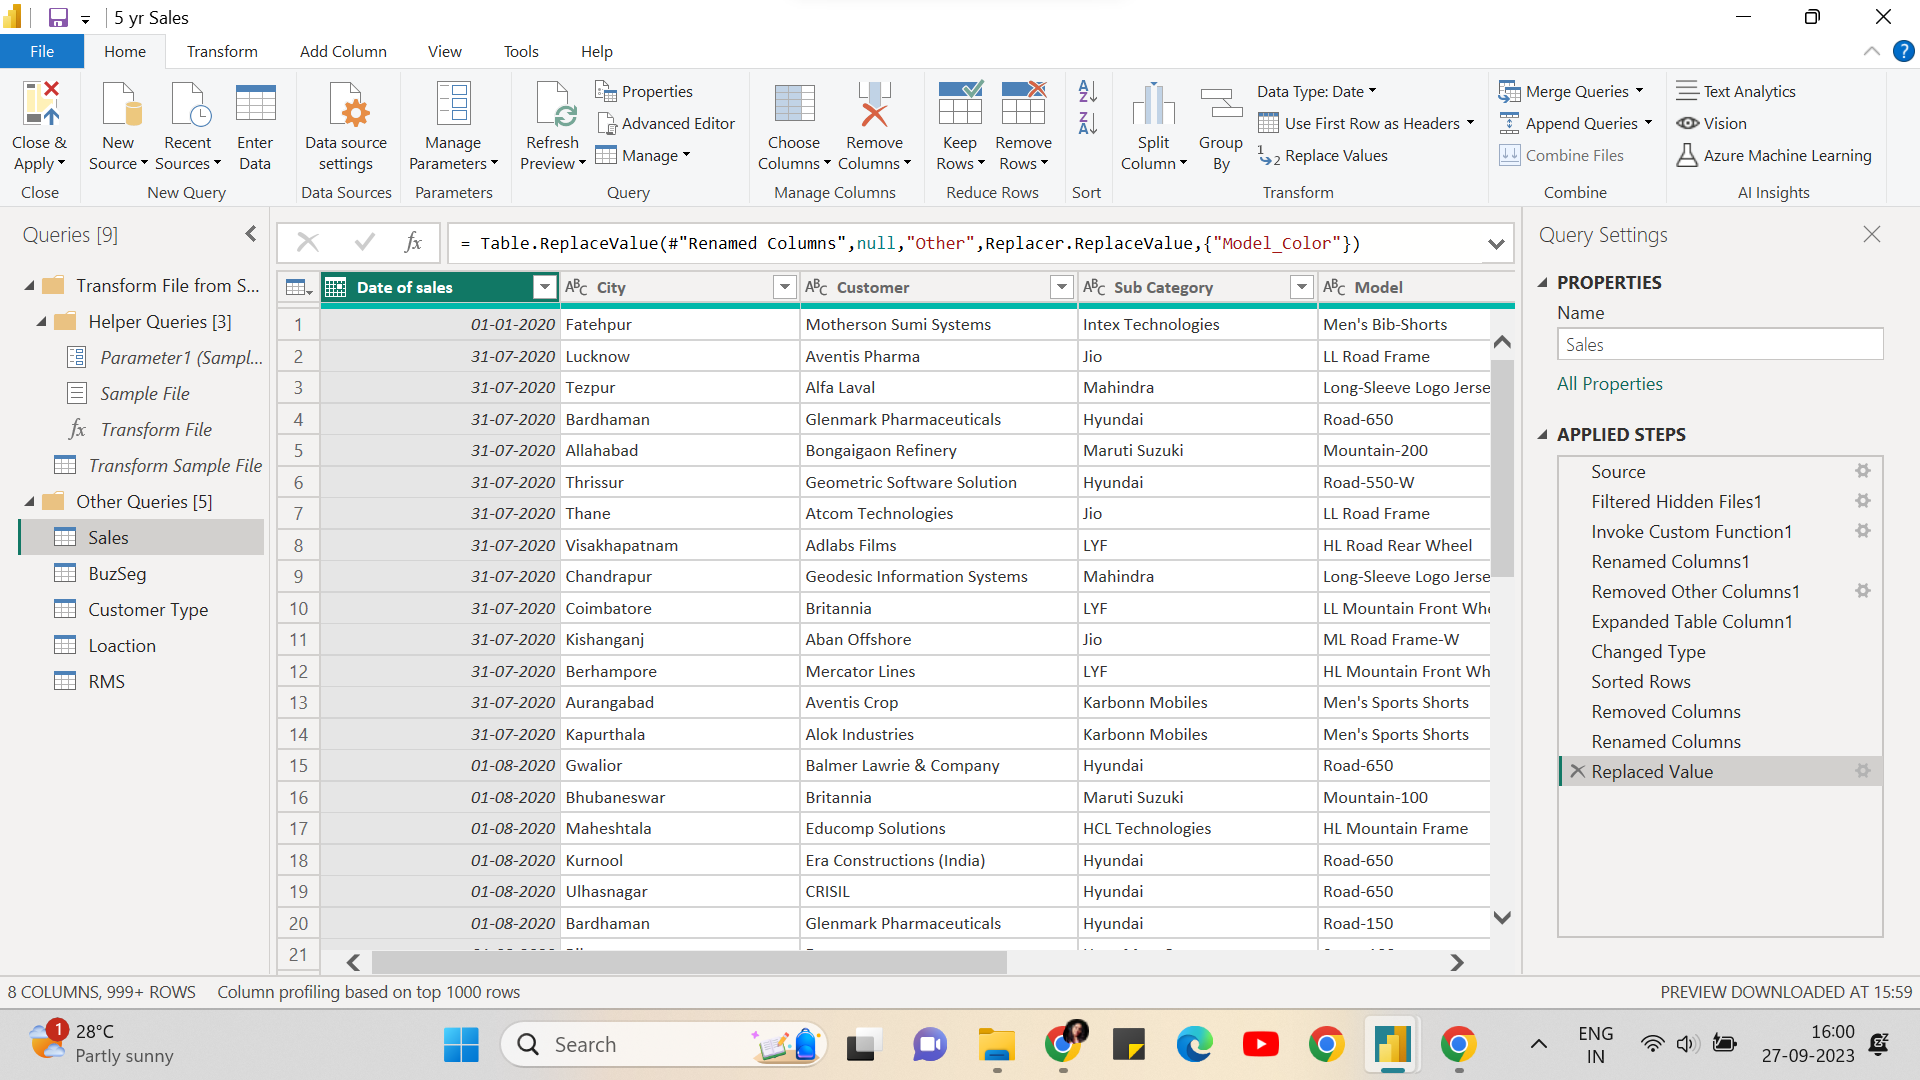 5 yr Sales
File Home Transform Add Column View Tools Help
Close & Apply
Close
New Source
Recent Sources
Enter Data
New Query
Data source settings
Data Sources
Manage Parameters
Parameters
Refresh Preview
Properties
Advanced Editor
Manage
Query
Choose Columns
Remove Columns
Manage Columns
Keep Rows
Remove Rows
Reduce Rows
Sort
Split Column
Group By
Data Type: Date
Use First Row as Headers
Replace Values
Transform
Merge Queries
Append Queries
Combine Files
Combine
Text Analytics
Vision
Azure Machine Learning
AI Insights
Queries [9]
Transform File from S...
Helper Queries [3]
Parameter1 (Sampl...
Sample File
fx Transform File
Transform Sample File
Other Queries [5]
Sales
BuzSeg
Customer Type
Loaction
RMS
fx = Table.ReplaceValue(#"Renamed Columns",null,"Other",Replacer.ReplaceValue,{"Model_Color"})
Date of sales ABC City ABC Customer ABC Sub Category ABC Model
1 01-01-2020 Fatehpur Motherson Sumi Systems Intex Technologies Men's Bib-Shorts
2 31-07-2020 Lucknow Aventis Pharma Jio LL Road Frame
3 31-07-2020 Tezpur Alfa Laval Mahindra Long-Sleeve Logo Jerse
4 31-07-2020 Bardhaman Glenmark Pharmaceuticals Hyundai Road-650
5 31-07-2020 Allahabad Bongaigaon Refinery Maruti Suzuki Mountain-200
6 31-07-2020 Thrissur Geometric Software Solution Hyundai Road-550-W
7 31-07-2020 Thane Atcom Technologies Jio LL Road Frame
8 31-07-2020 Visakhapatnam Adlabs Films LYF HL Road Rear Wheel
9 31-07-2020 Chandrapur Geodesic Information Systems Mahindra Long-Sleeve Logo Jerse
10 31-07-2020 Coimbatore Britannia LYF LL Mountain Front Whe
11 31-07-2020 Kishanganj Aban Offshore Jio ML Road Frame-W
12 31-07-2020 Berhampore Mercator Lines LYF HL Mountain Front Wh
13 31-07-2020 Aurangabad Aventis Crop Karbonn Mobiles Men's Sports Shorts
14 31-07-2020 Kapurthala Alok Industries Karbonn Mobiles Men's Sports Shorts
15 01-08-2020 Gwalior Balmer Lawrie & Company Hyundai Road-650
16 01-08-2020 Bhubaneswar Britannia Maruti Suzuki Mountain-100
17 01-08-2020 Maheshtala Educomp Solutions HCL Technologies HL Mountain Frame
18 01-08-2020 Kurnool Era Constructions (India) Hyundai Road-650
19 01-08-2020 Ulhasnagar CRISIL Hyundai Road-650
20 01-08-2020 Bardhaman Glenmark Pharmaceuticals Hyundai Road-150
21
Query Settings
PROPERTIES
Name
Sales
All Properties
APPLIED STEPS
Source
Filtered Hidden Files1
Invoke Custom Function1
Renamed Columns1
Removed Other Columns1
Expanded Table Column1
Changed Type
Sorted Rows
Removed Columns
Renamed Columns
Replaced Value
8 COLUMNS, 999+ ROWS Column profiling based on top 1000 rows PREVIEW DOWNLOADED AT 15:59
1
28°C
Partly sunny
Search
ENG
IN
16:00
27-09-2023